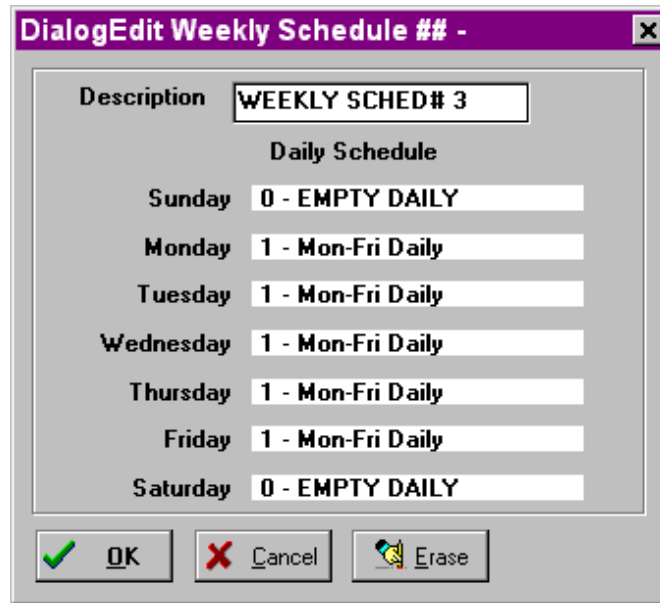 DialogEdit Weekly Schedule ## -
Description WEEKLY SCHED# 3
Daily Schedule
Sunday 0 - EMPTY DAILY
Monday 1 - Mon-Fri Daily
Tuesday 1 - Mon-Fri Daily
Wednesday 1 - Mon-Fri Daily
Thursday 1 - Mon-Fri Daily
Friday 1 - Mon-Fri Daily
Saturday 0 - EMPTY DAILY
OK Cancel Erase